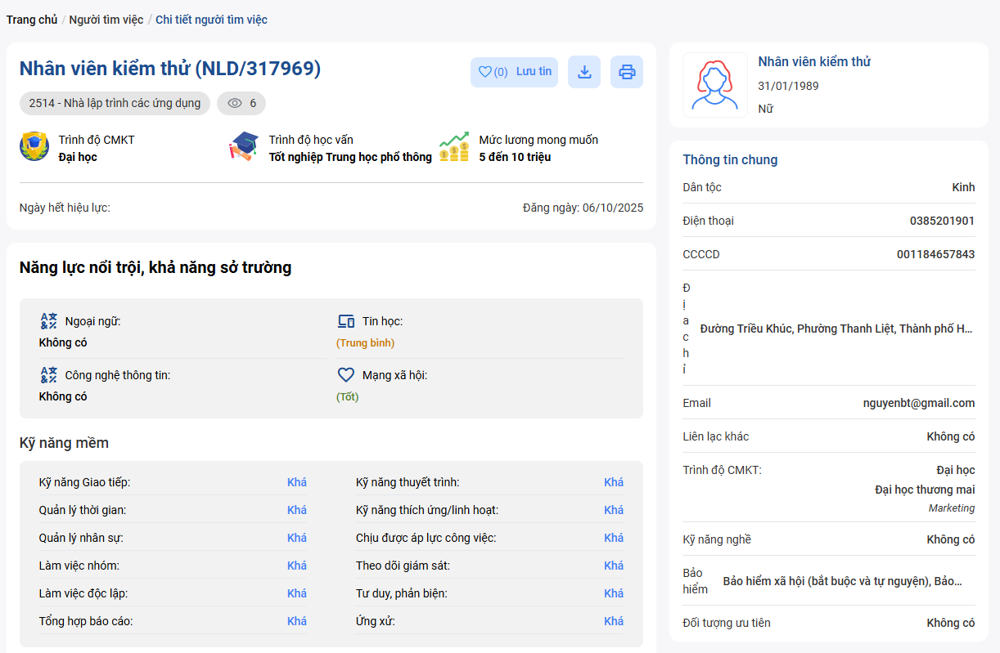 Trang chủ / Người tìm việc / Chi tiết người tìm việc
Nhân viên kiểm thử (NLD/317969)
(0) Lưu tin
2514 - Nhà lập trình các ứng dụng
6
Trình độ CMKT
Đại học
Trình độ học vấn
Tốt nghiệp Trung học phổ thông
Mức lương mong muốn
5 đến 10 triệu
Ngày hết hiệu lực:
Đăng ngày: 06/10/2025
Năng lực nổi trội, khả năng sở trường
Ngoại ngữ:
Không có
Tin học:
(Trung bình)
Công nghệ thông tin:
Không có
Mạng xã hội:
(Tốt)
Kỹ năng mềm
Kỹ năng Giao tiếp: Khá
Kỹ năng thuyết trình: Khá
Quản lý thời gian: Khá
Kỹ năng thích ứng/linh hoạt: Khá
Quản lý nhân sự: Khá
Chịu được áp lực công việc: Khá
Làm việc nhóm: Khá
Theo dõi giám sát: Khá
Làm việc độc lập: Khá
Tư duy, phản biện: Khá
Tổng hợp báo cáo: Khá
Ứng xử: Khá
Nhân viên kiểm thử
31/01/1989
Nữ
Thông tin chung
Dân tộc Kinh
Điện thoại 0385201901
CCCCD 001184657843
Địa chỉ Đường Triều Khúc, Phường Thanh Liệt, Thành phố H...
Email nguyenbt@gmail.com
Liên lạc khác Không có
Trình độ CMKT: Đại học
Đại học thương mai
Marketing
Kỹ năng nghề Không có
Bảo hiểm Bảo hiểm xã hội (bắt buộc và tự nguyện), Bảo...
Đối tượng ưu tiên Không có